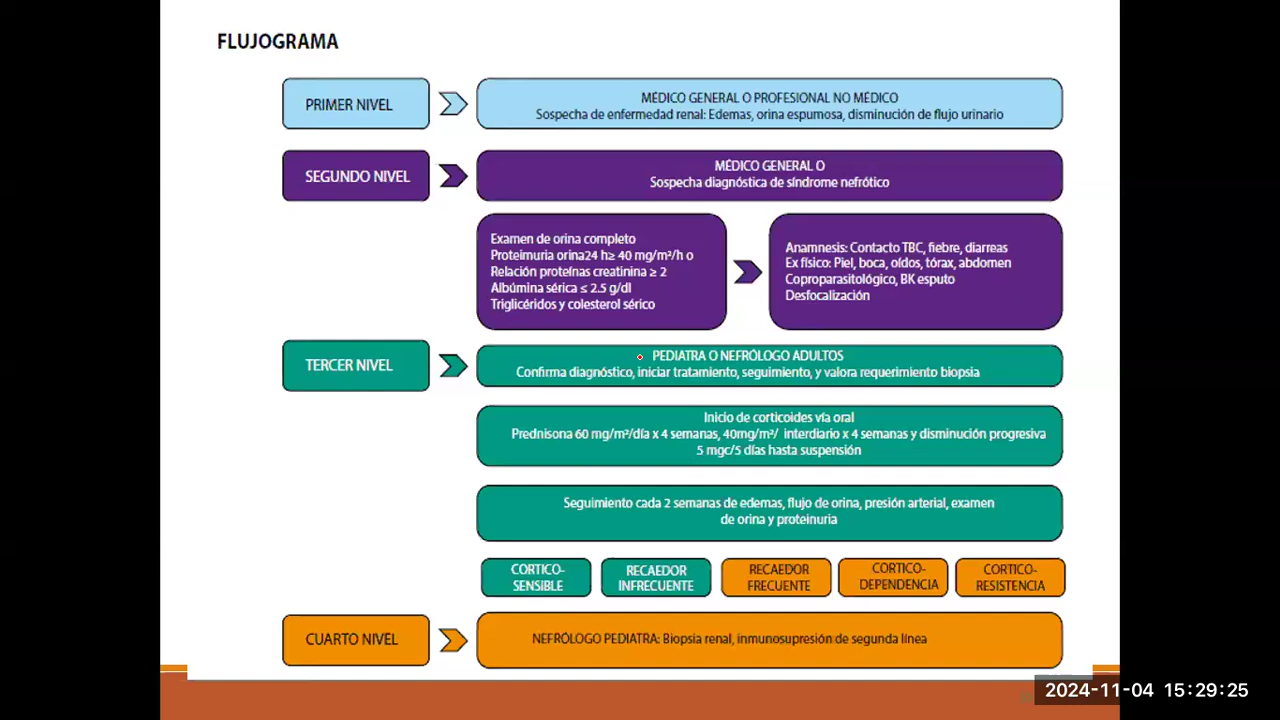 FLUJOGRAMA
PRIMER NIVEL
MÉDICO GENERAL O PROFESIONAL NO MÉDICO
Sospecha de enfermedad renal: Edemas, orina espumosa, disminución de flujo urinario
SEGUNDO NIVEL
MÉDICO GENERAL O
Sospecha diagnóstica de síndrome nefrótico
Examen de orina completo
Proteimuria orina24 h≥ 40 mg/m²/h o
Relación proteínas creatinina ≥ 2
Albúmina sérica ≤ 2.5 g/dl
Triglicéridos y colesterol sérico
Anamnesis: Contacto TBC, fiebre, diarreas
Ex físico: Piel, boca, oídos, tórax, abdomen
Coproparasitológico, BK esputo
Desfocalización
TERCER NIVEL
PEDIATRA O NEFRÓLOGO ADULTOS
Confirma diagnóstico, iniciar tratamiento, seguimiento, y valora requerimiento biopsia
Inicio de corticoides vía oral
Prednisona 60 mg/m²/día x 4 semanas, 40mg/m²/ interdiario x 4 semanas y disminución progresiva
5 mgc/5 días hasta suspensión
Seguimiento cada 2 semanas de edemas, flujo de orina, presión arterial, examen
de orina y proteinuria
CORTICO-
SENSIBLE
RECAEDOR
INFRECUENTE
RECAEDOR
FRECUENTE
CORTICO-
DEPENDENCIA
CORTICO-
RESISTENCIA
CUARTO NIVEL
NEFRÓLOGO PEDIATRA: Biopsia renal, inmunosupresión de segunda línea
2024-11-04 15:29:25